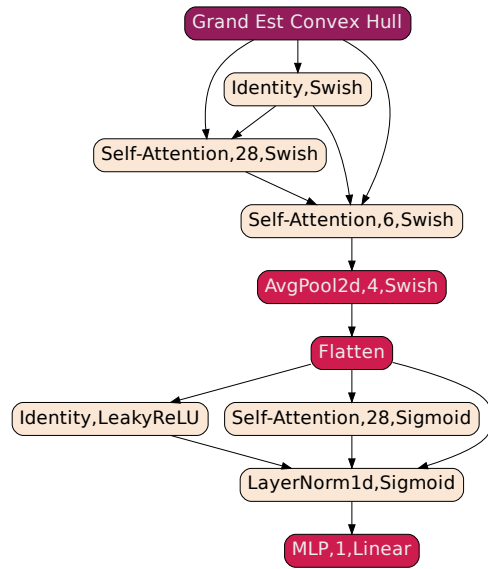 Grand Est Convex Hull
Identity,Swish
Self-Attention,28,Swish
Self-Attention,6,Swish
AvgPool2d,4,Swish
Flatten
Identity,LeakyReLU
Self-Attention,28,Sigmoid
LayerNorm1d,Sigmoid
MLP,1,Linear